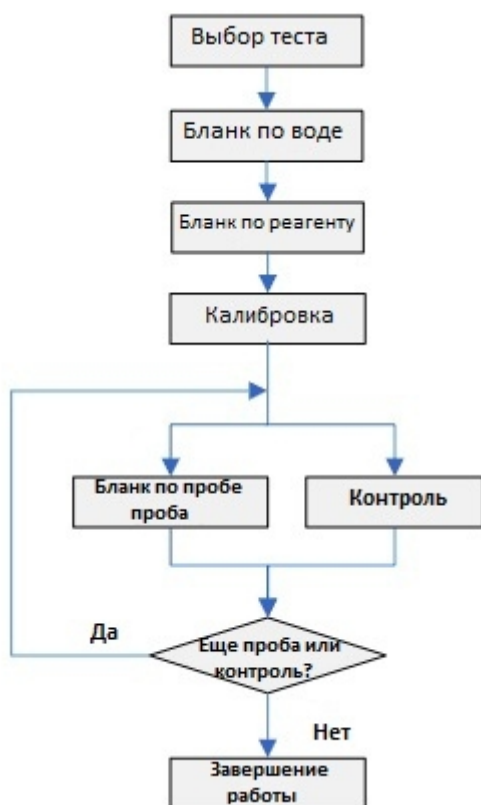 Выбор теста
Бланк по воде
Бланк по реагенту
Калибровка
Бланк по пробе
проба
Контроль
Да
Еще проба или
контроль?
Нет
Завершение
работы